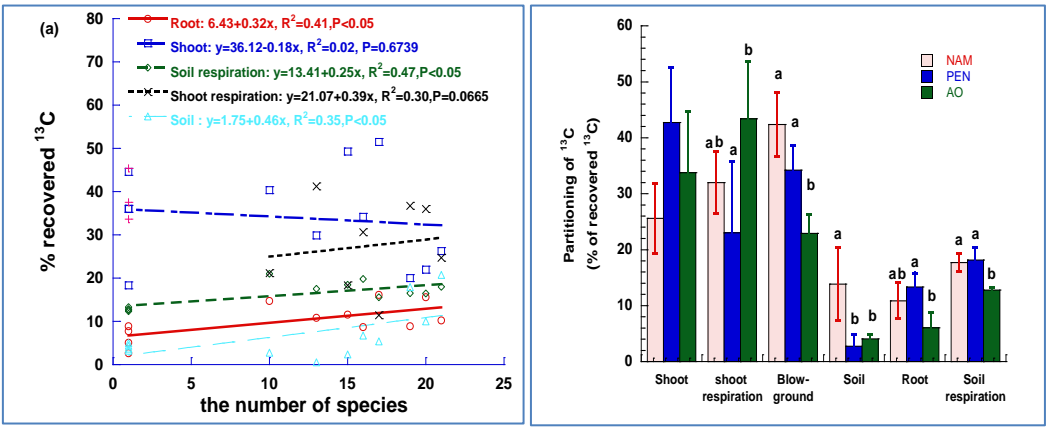 (a)
Root: 6.43+0.32x, R²=0.41,P<0.05
Shoot: y=36.12-0.18x, R²=0.02, P=0.6739
Soil respiration: y=13.41+0.25x, R²=0.47,P<0.05
Shoot respiration: y=21.07+0.39x, R²=0.30,P=0.0665
Soil : y=1.75+0.46x, R²=0.35,P<0.05
% recovered ¹³C
80
70
60
50
40
30
20
10
0
0 5 10 15 20 25
the number of species
Partitioning of ¹³C
(% of recovered ¹³C)
60
50
40
30
20
10
0
NAM
PEN
AO
ab a b
a a b
a b b
ab a b
a a b
Shoot shoot respiration Blow-ground Soil Root Soil respiration